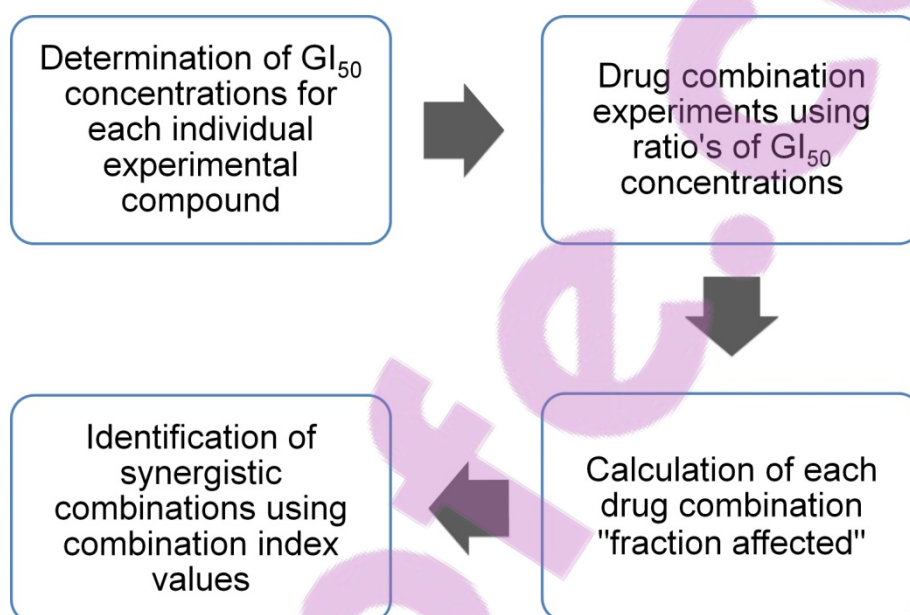 Determination of GI₅₀
concentrations for
each individual
experimental
compound
Drug combination
experiments using
ratio's of GI₅₀
concentrations
Calculation of each
drug combination
"fraction affected"
Identification of
synergistic
combinations using
combination index
values